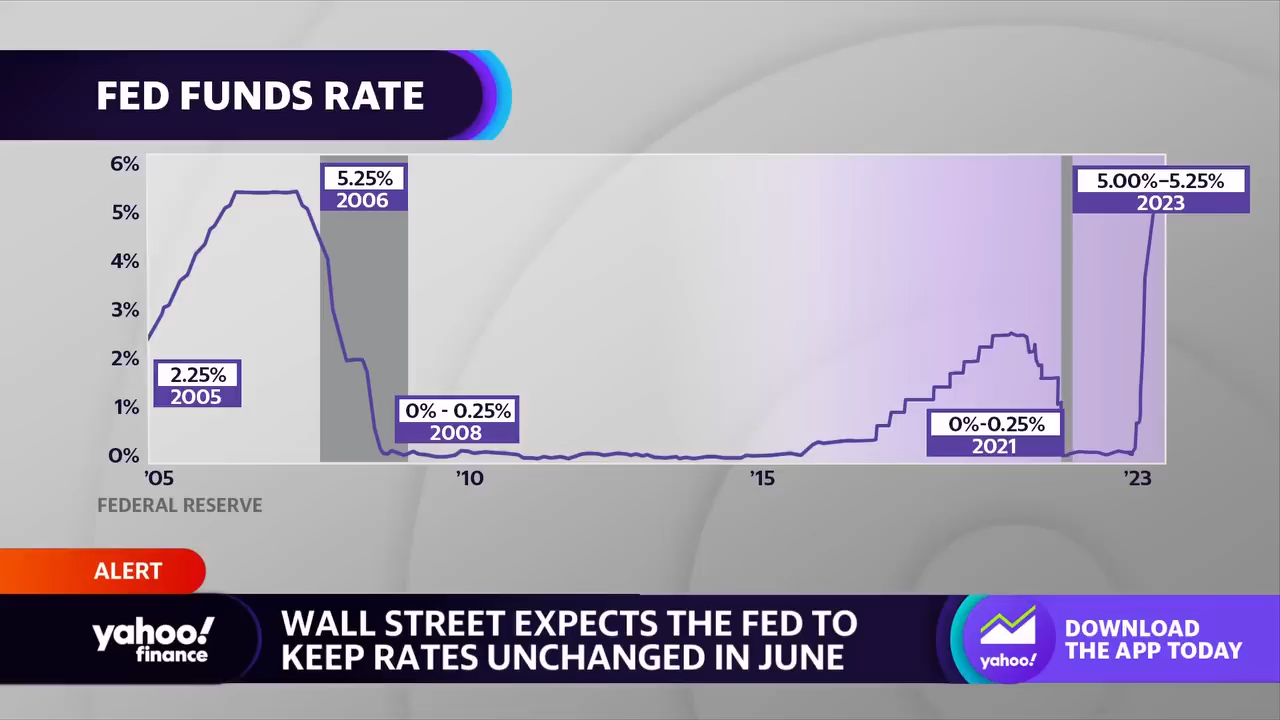 FED FUNDS RATE
6%
5%
4%
3%
2%
1%
0%
5.25%
2006
5.00%–5.25%
2023
2.25%
2005
0% - 0.25%
2008
0%-0.25%
2021
’05
’10
’15
’23
FEDERAL RESERVE
ALERT
yahoo!
finance
WALL STREET EXPECTS THE FED TO
KEEP RATES UNCHANGED IN JUNE
yahoo!
DOWNLOAD
THE APP TODAY